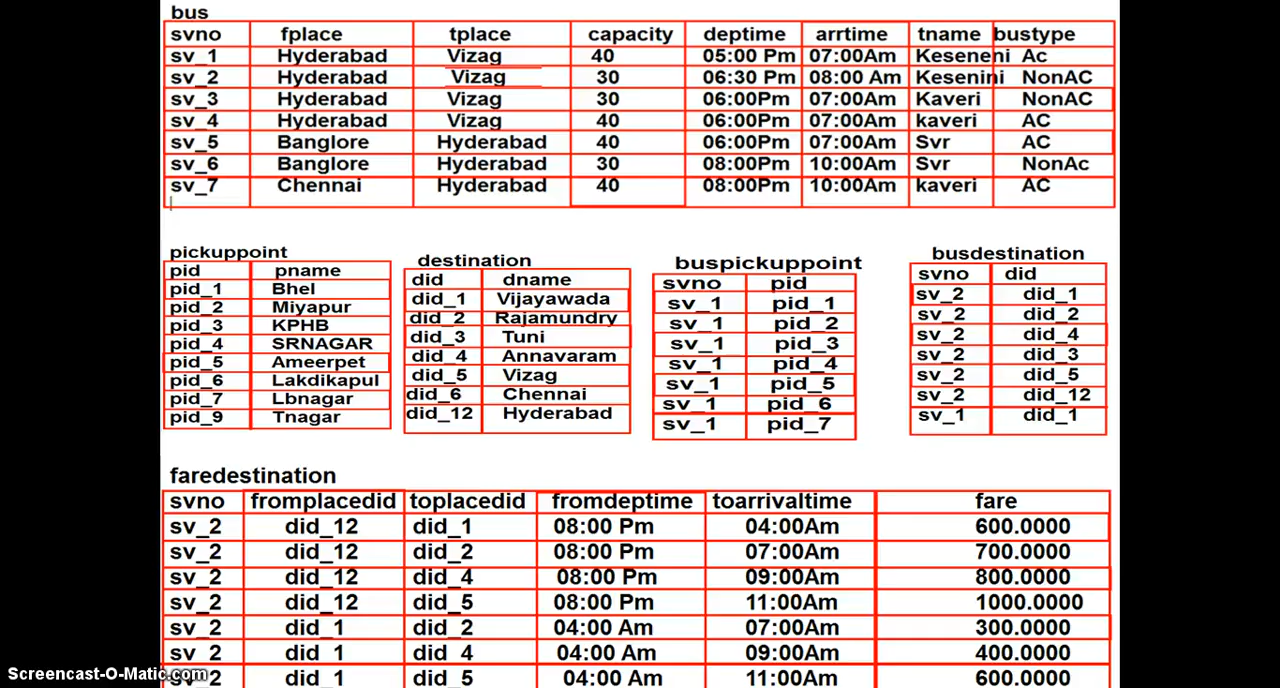 bus
svno fplace tplace capacity deptime arrtime tname bustype
sv_1 Hyderabad Vizag 40 05:00 Pm 07:00Am Keseneni Ac
sv_2 Hyderabad Vizag 30 06:30 Pm 08:00 Am Kesenini NonAC
sv_3 Hyderabad Vizag 30 06:00Pm 07:00Am Kaveri NonAC
sv_4 Hyderabad Vizag 40 06:00Pm 07:00Am kaveri AC
sv_5 Banglore Hyderabad 40 06:00Pm 07:00Am Svr AC
sv_6 Banglore Hyderabad 30 08:00Pm 10:00Am Svr NonAc
sv_7 Chennai Hyderabad 40 08:00Pm 10:00Am kaveri AC
pickuppoint
pid pname
pid_1 Bhel
pid_2 Miyapur
pid_3 KPHB
pid_4 SRNAGAR
pid_5 Ameerpet
pid_6 Lakdikapul
pid_7 Lbnagar
pid_9 Tnagar
destination
did dname
did_1 Vijayawada
did_2 Rajamundry
did_3 Tuni
did_4 Annavaram
did_5 Vizag
did_6 Chennai
did_12 Hyderabad
buspickuppoint
svno pid
sv_1 pid_1
sv_1 pid_2
sv_1 pid_3
sv_1 pid_4
sv_1 pid_5
sv_1 pid_6
sv_1 pid_7
busdestination
svno did
sv_2 did_1
sv_2 did_2
sv_2 did_4
sv_2 did_3
sv_2 did_5
sv_2 did_12
sv_1 did_1
faredestination
svno fromplacedid toplacedid fromdeptime toarrivaltime fare
sv_2 did_12 did_1 08:00 Pm 04:00Am 600.0000
sv_2 did_12 did_2 08:00 Pm 07:00Am 700.0000
sv_2 did_12 did_4 08:00 Pm 09:00Am 800.0000
sv_2 did_12 did_5 08:00 Pm 11:00Am 1000.0000
sv_2 did_1 did_2 04:00 Am 07:00Am 300.0000
sv_2 did_1 did_4 04:00 Am 09:00Am 400.0000
sv_2 did_1 did_5 04:00 Am 11:00Am 600.0000
Screencast-O-Matic.com